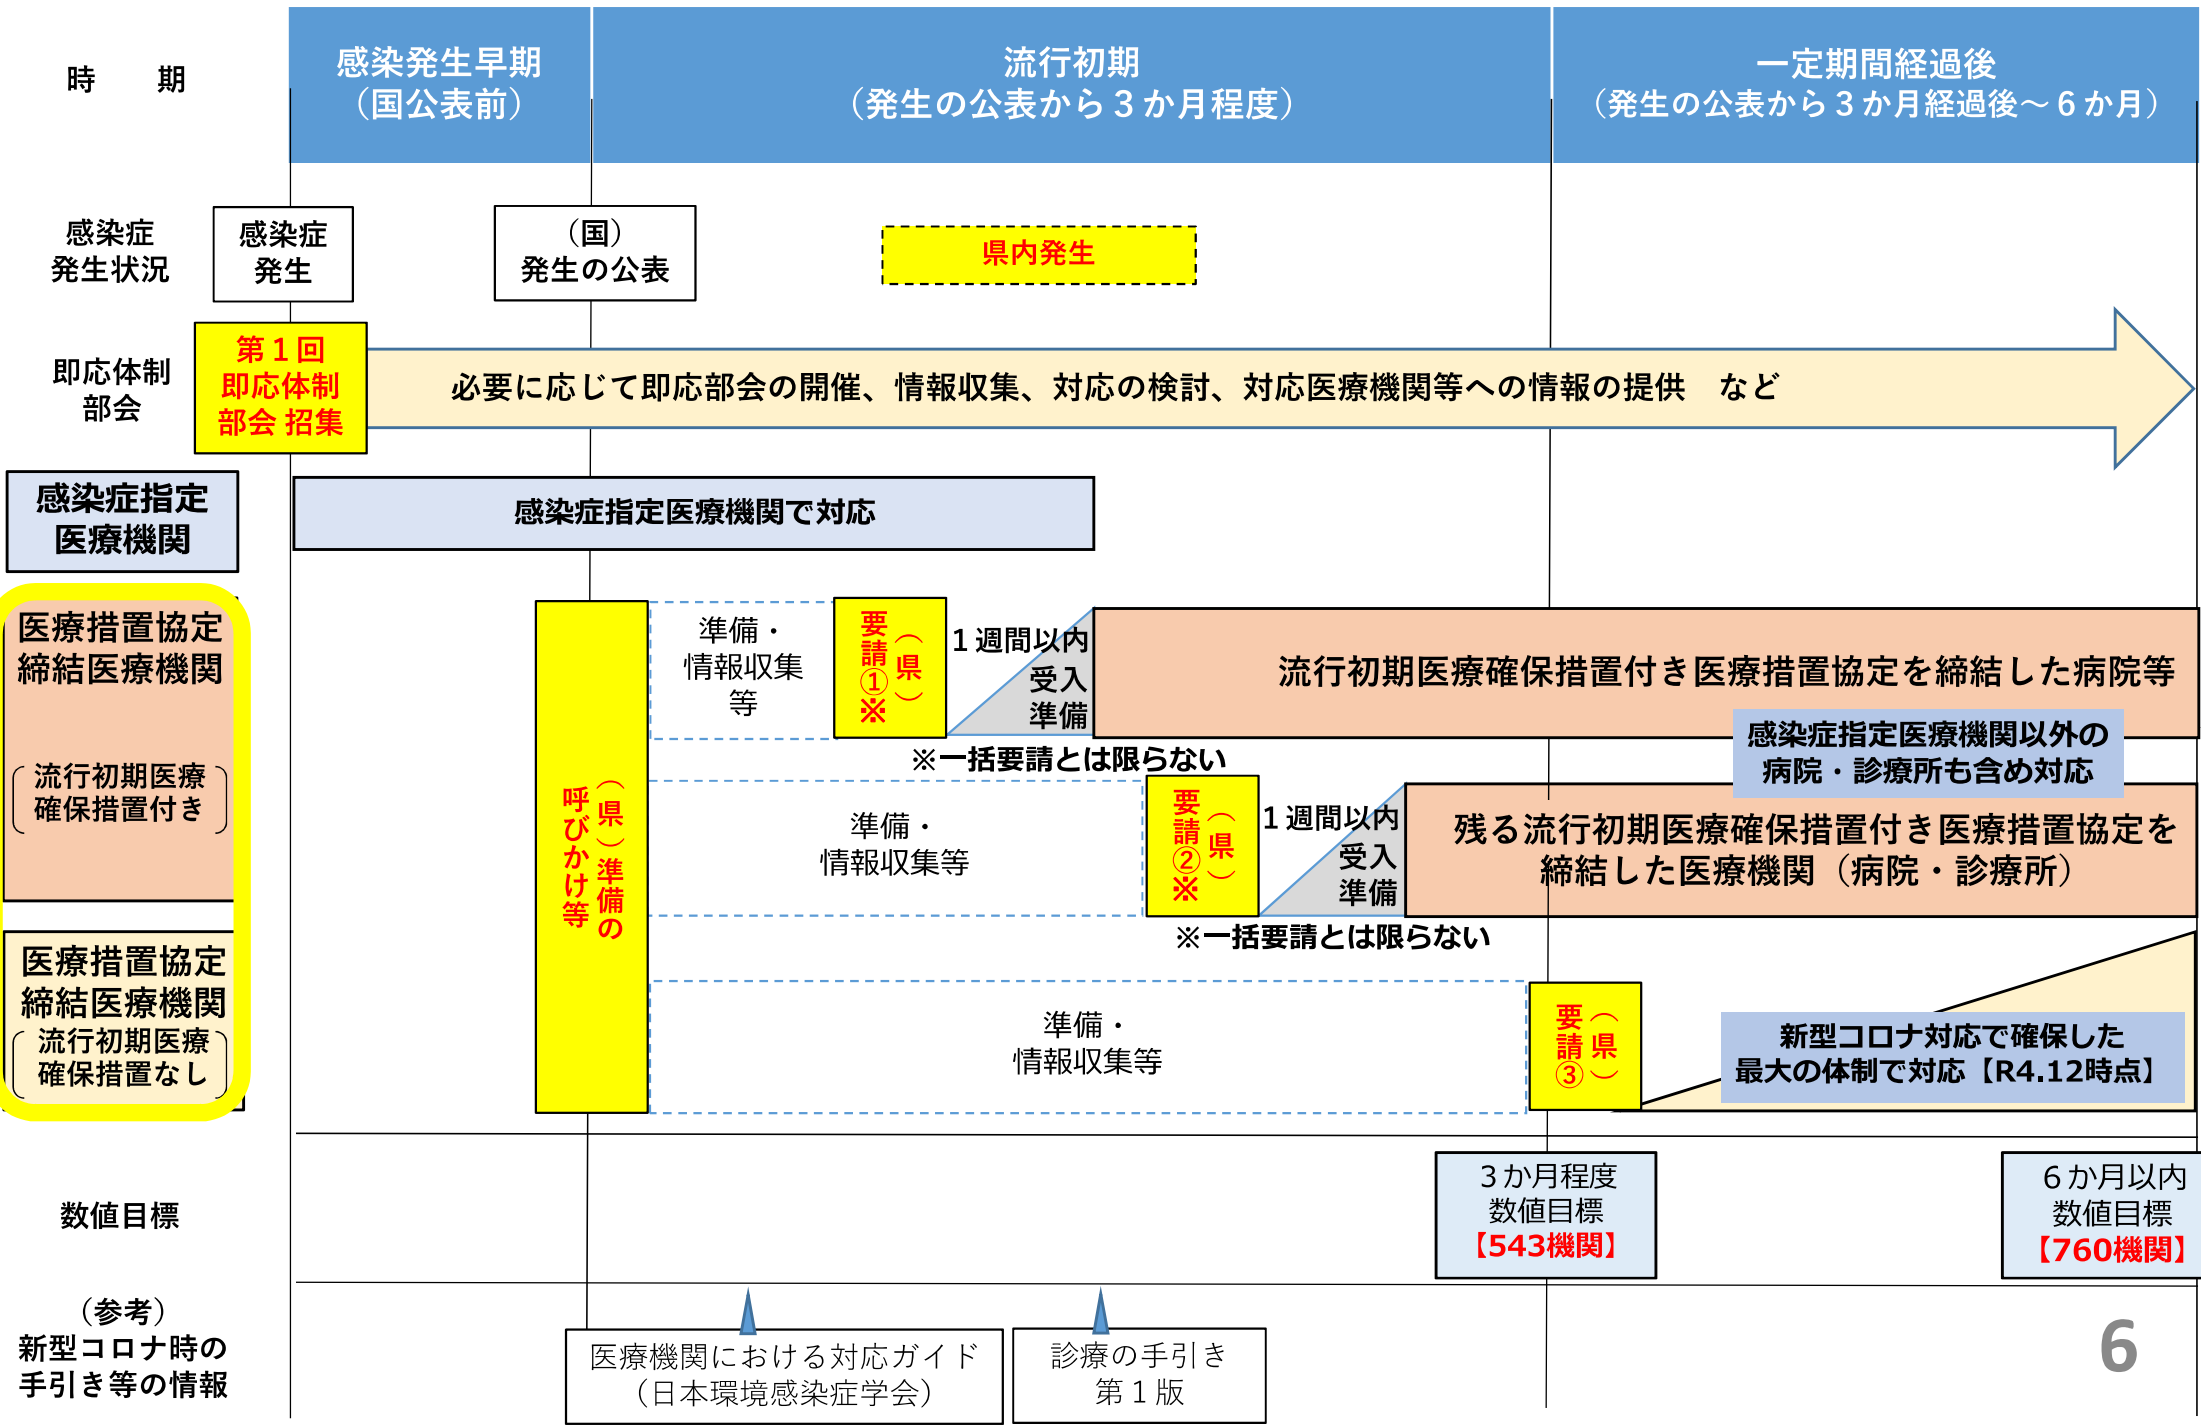 時　期
感染発生早期
（国公表前）
流行初期
（発生の公表から３か月程度）
一定期間経過後
（発生の公表から３か月経過後～６か月）
感染症
発生状況
感染症
発生
（国）
発生の公表
県内発生
即応体制
部会
第１回
即応体制
部会 招集
必要に応じて即応部会の開催、情報収集、対応の検討、対応医療機関等への情報の提供　など
感染症指定
医療機関
感染症指定医療機関で対応
医療措置協定
締結医療機関
流行初期医療
確保措置付き
（県）準備の
呼びかけ等
準備・
情報収集
等
（県）
要請①※
１週間以内
受入
準備
流行初期医療確保措置付き医療措置協定を締結した病院等
※一括要請とは限らない
感染症指定医療機関以外の
病院・診療所も含め対応
準備・
情報収集等
（県）
要請②※
１週間以内
受入
準備
残る流行初期医療確保措置付き医療措置協定を
締結した医療機関（病院・診療所）
※一括要請とは限らない
医療措置協定
締結医療機関
流行初期医療
確保措置なし
準備・
情報収集等
（県）
要請③
新型コロナ対応で確保した
最大の体制で対応【R4.12時点】
数値目標
３か月程度
数値目標
【543機関】
６か月以内
数値目標
【760機関】
（参考）
新型コロナ時の
手引き等の情報
医療機関における対応ガイド
（日本環境感染症学会）
診療の手引き
第１版
6